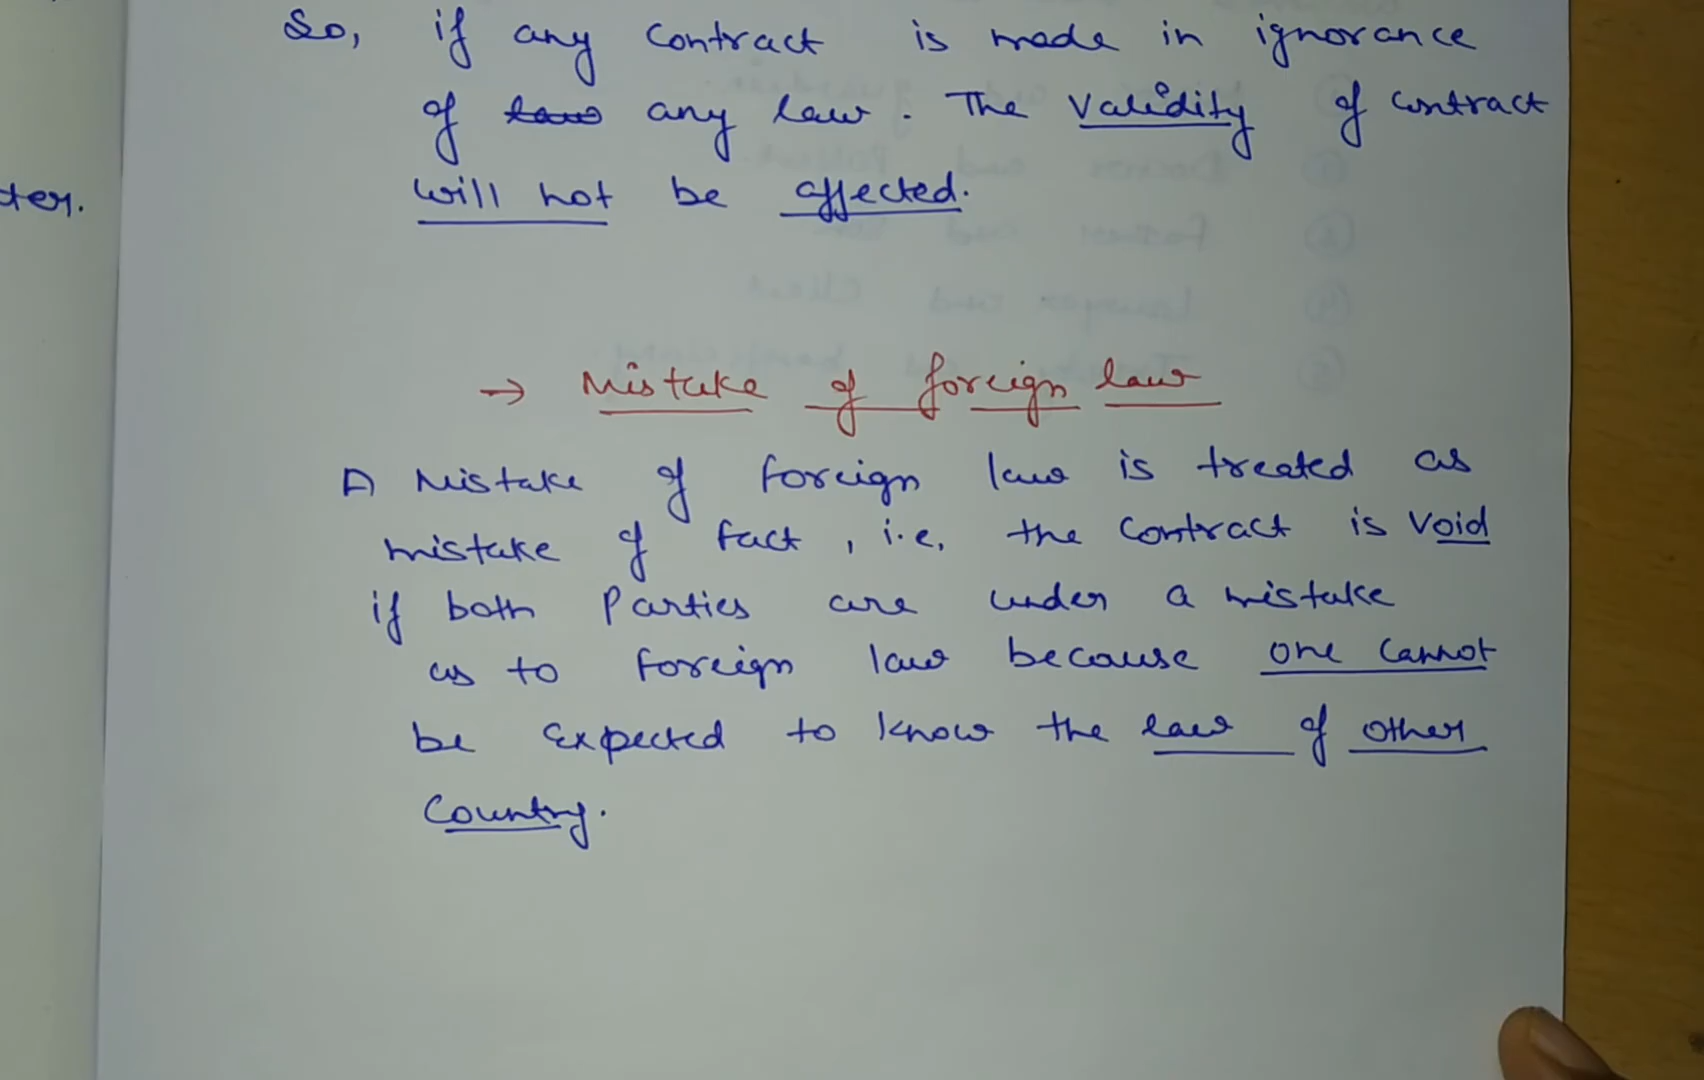 So, if any contract is made in ignorance
of law any law. The validity of contract
will not be affected.
ter.
→ Mistake of foreign law
A Mistake of foreign law is treated as
mistake of fact, i.e, the contract is void
if both parties are under a mistake
as to foreign law because one cannot
be expected to know the law of other
country.